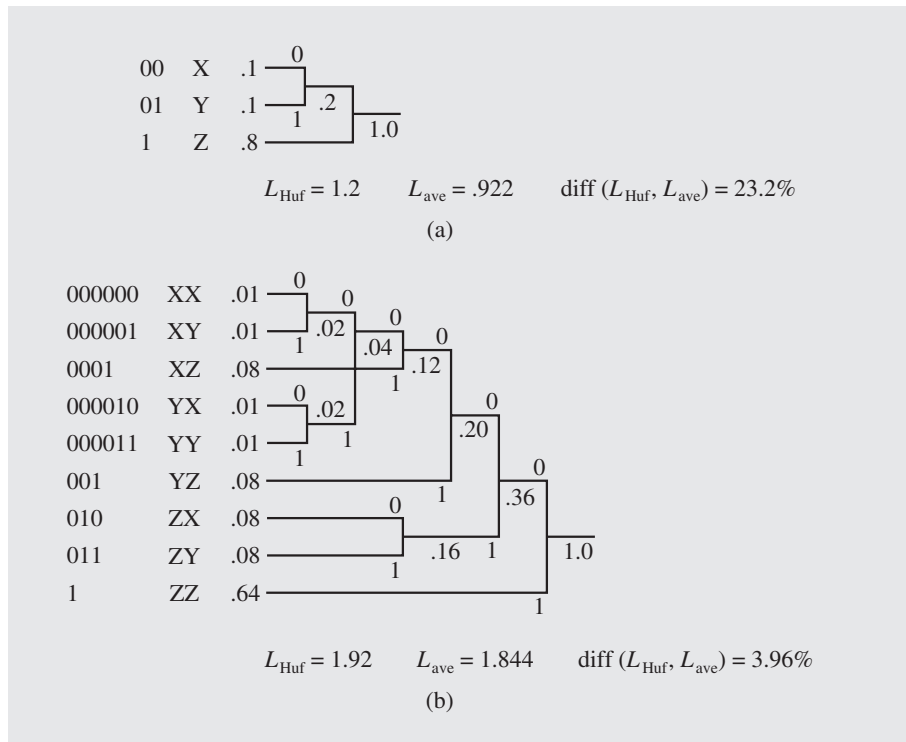 0
00 X .1
.2
01 Y .1
1
1.0
1 Z .8
L_Huf = 1.2 L_ave = .922 diff (L_Huf, L_ave) = 23.2%
(a)
0
000000 XX .01
0
.02
0
000001 XY .01
1
.04
0
0001 XZ .08
1
.12
0
000010 YX .01
.02
0
1
.20
000011 YY .01
1
0
001 YZ .08
1
.36
0
010 ZX .08
.16
1
1.0
011 ZY .08
1
1 ZZ .64
1
L_Huf = 1.92 L_ave = 1.844 diff (L_Huf, L_ave) = 3.96%
(b)